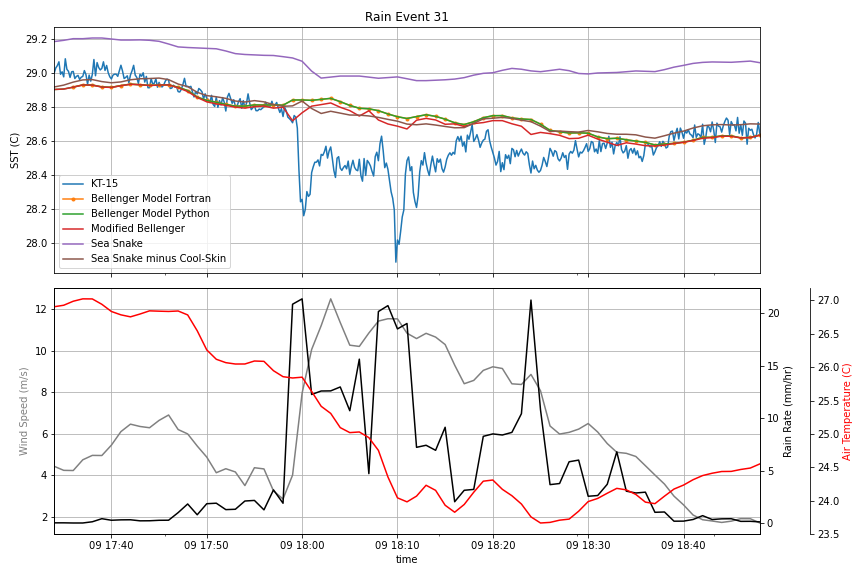 Rain Event 31
29.2
29.0
28.8
28.6
28.4
28.2
28.0
SST (C)
KT-15
Bellenger Model Fortran
Bellenger Model Python
Modified Bellenger
Sea Snake
Sea Snake minus Cool-Skin
12
10
8
6
4
2
Wind Speed (m/s)
20
15
10
5
0
Rain Rate (mm/hr)
27.0
26.5
26.0
25.5
25.0
24.5
24.0
23.5
Air Temperature (C)
09 17:40 09 17:50 09 18:00 09 18:10 09 18:20 09 18:30 09 18:40
time